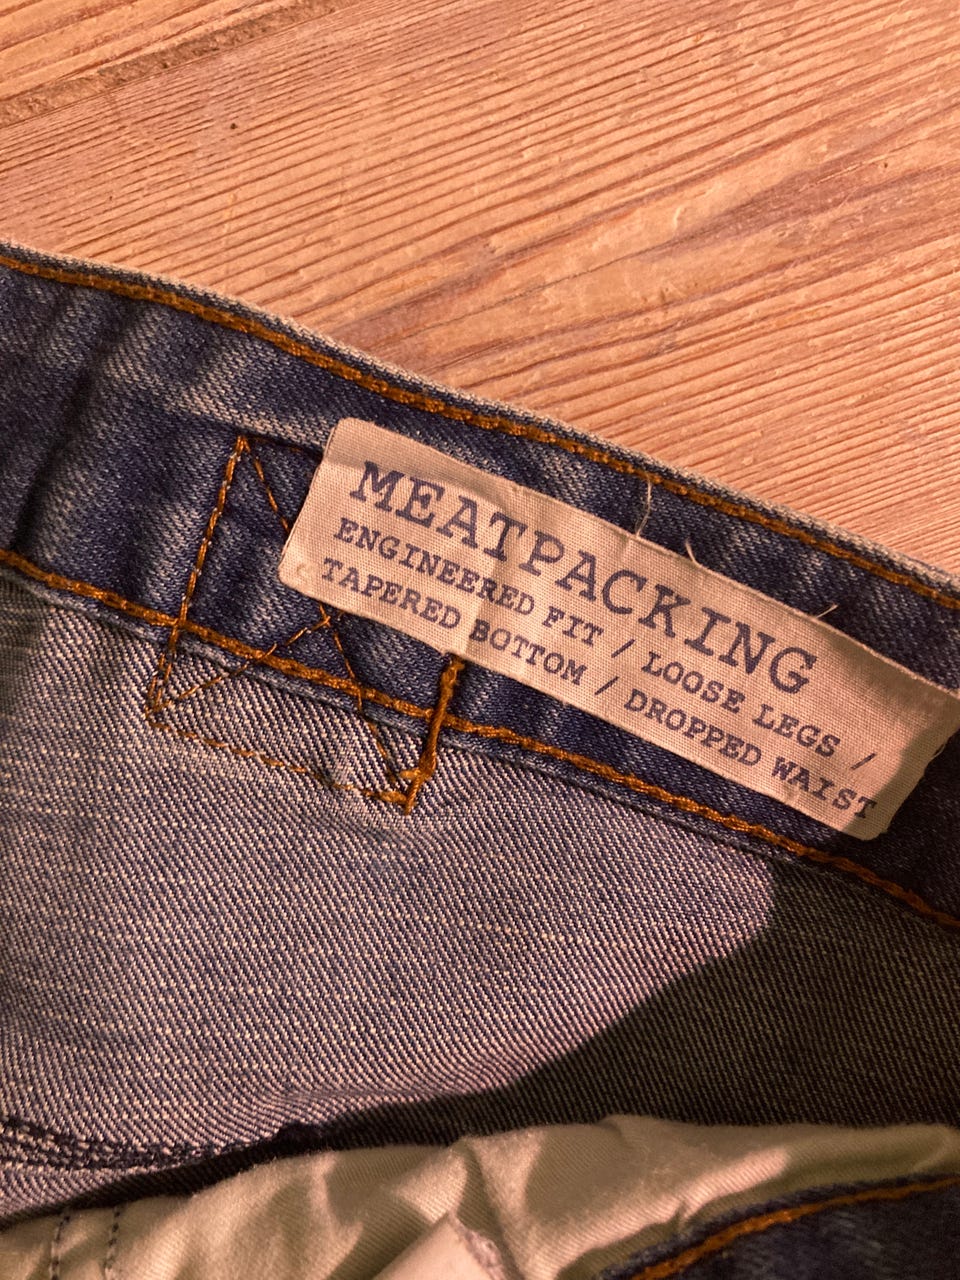 MEATPACKING
ENGINEERED FIT / LOOSE LEGS /
TAPERED BOTTOM / DROPPED WAIST